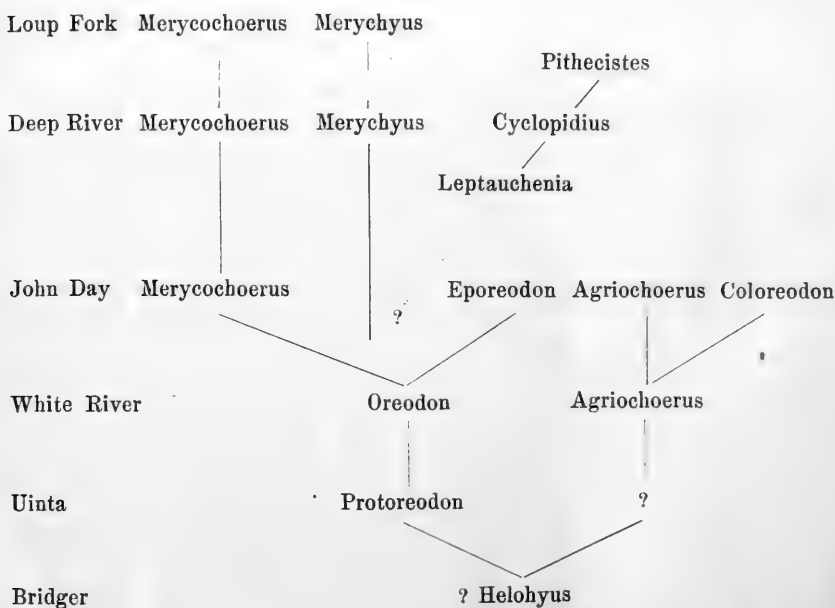 Loup Fork Merycochoerus Merychyus
Pithecistes
Deep River Merycochoerus Merychyus Cyclopidius
Leptauchenia
John Day Merycochoerus Eporeodon Agriochoerus Coloreodon
?
White River Oreodon Agriochoerus
Uinta Protoreodon ?
Bridger ? Helohyus